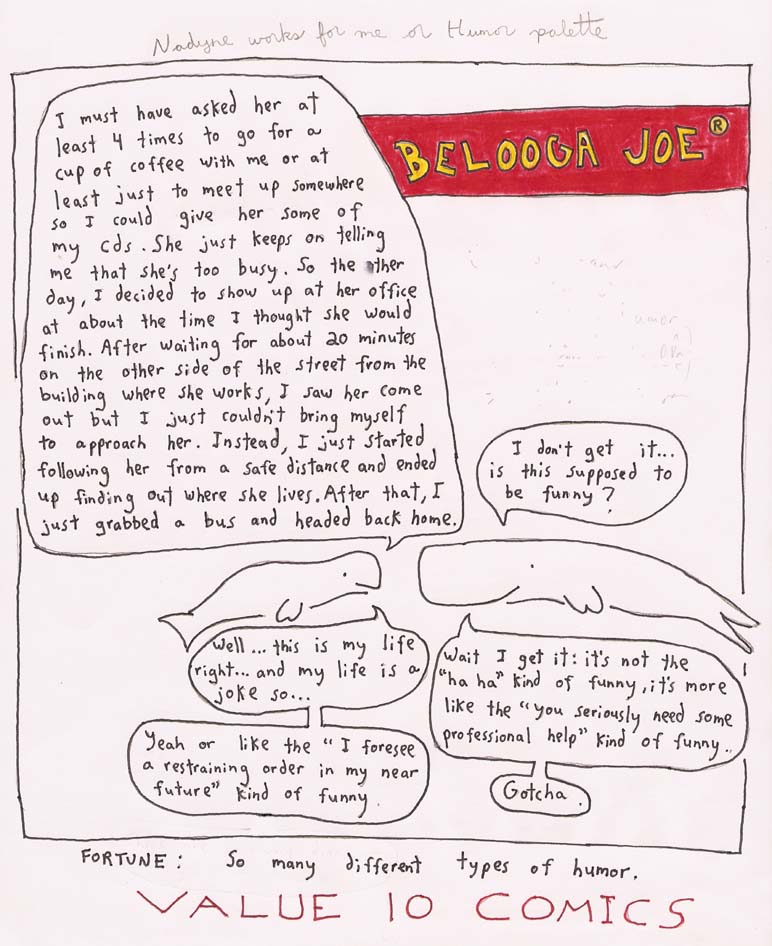 Nadyne works for me or Humor palette
BELOOGA JOE®
I must have asked her at
least 4 times to go for a
cup of coffee with me or at
least just to meet up somewhere
so I could give her some of
my cds. She just keeps on telling
me that she's too busy. So the other
day, I decided to show up at her office
at about the time I thought she would
finish. After waiting for about 20 minutes
on the other side of the street from the
building where she works, I saw her come
out but I just couldn't bring myself
to approach her. Instead, I just started
following her from a safe distance and ended
up finding out where she lives. After that, I
just grabbed a bus and headed back home.
I don't get it...
is this supposed to
be funny?
Well... this is my life
right... and my life is a
joke so...
Wait I get it: it's not the
"ha ha" kind of funny, it's more
like the "you seriously need some
professional help" kind of funny..
Yeah or like the "I foresee
a restraining order in my near
future" kind of funny.
Gotcha.
FORTUNE: So many different types of humor.
VALUE 10 COMICS